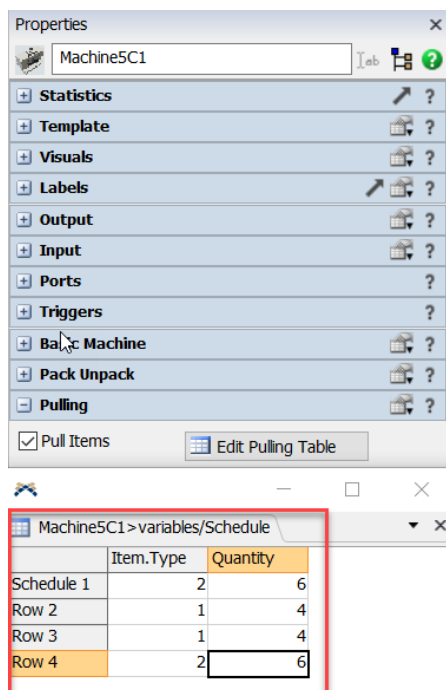 Properties
Machine5C1
Statistics
Template
Visuals
Labels
Output
Input
Ports
Triggers
Basic Machine
Pack Unpack
Pulling
Pull Items Edit Pulling Table
Machine5C1>variables/Schedule
Item.Type Quantity
Schedule 1 2 6
Row 2 1 4
Row 3 1 4
Row 4 2 6